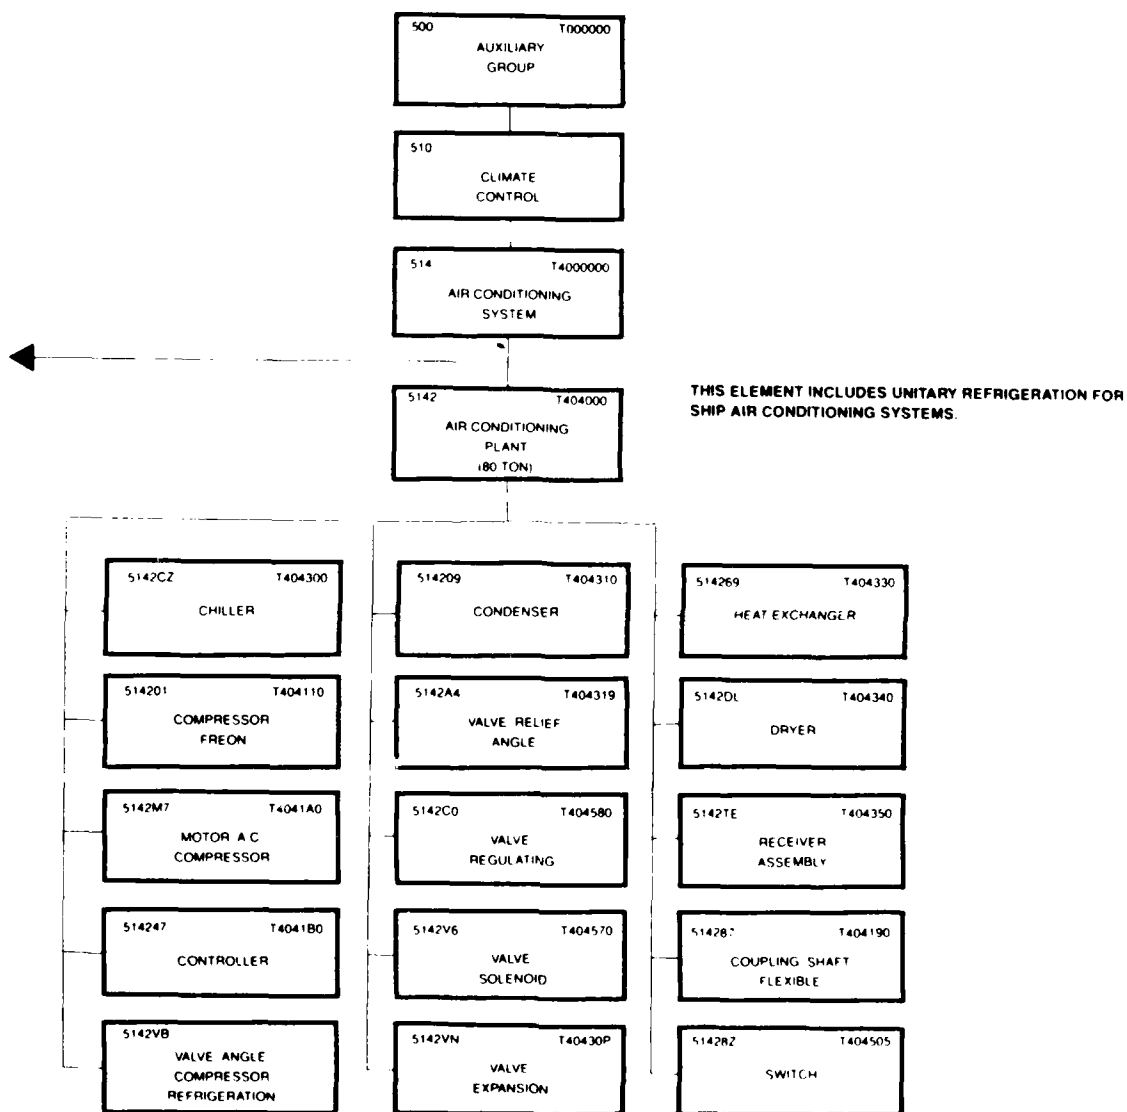 500 T000000
AUXILIARY
GROUP
510
CLIMATE
CONTROL
514 T4000000
AIR CONDITIONING
SYSTEM
5142 T404000
AIR CONDITIONING
PLANT
(80 TON)
THIS ELEMENT INCLUDES UNITARY REFRIGERATION FOR
SHIP AIR CONDITIONING SYSTEMS.
5142CZ T404300
CHILLER
514209 T404310
CONDENSER
514269 T404330
HEAT EXCHANGER
514201 T404110
COMPRESSOR
FREON
5142A4 T404319
VALVE RELIEF
ANGLE
5142DL T404340
DRYER
5142M7 T4041A0
MOTOR A C
COMPRESSOR
5142C0 T404580
VALVE
REGULATING
5142TE T404350
RECEIVER
ASSEMBLY
514247 T4041B0
CONTROLLER
5142V6 T404570
VALVE
SOLENOID
T404190
COUPLING SHAFT
FLEXIBLE
5142VB
VALVE ANGLE
COMPRESSOR
REFRIGERATION
5142VN T40430P
VALVE
EXPANSION
51428Z T404505
SWITCH